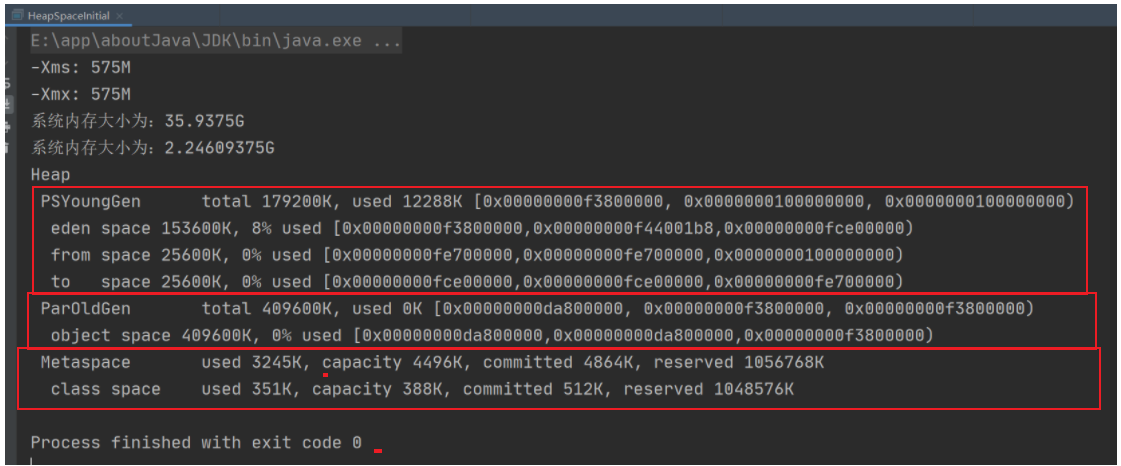 HeapSpaceInitial ×
E:\app\aboutJava\JDK\bin\java.exe ...
-Xms: 575M
-Xmx: 575M
系统内存大小为: 35.9375G
系统内存大小为: 2.24609375G
Heap
PSYoungGen      total 179200K, used 12288K [0x00000000f3800000, 0x0000000100000000, 0x0000000100000000)
eden space 153600K, 8% used [0x00000000f3800000,0x00000000f44001b8,0x00000000fce00000)
from space 25600K, 0% used [0x00000000fe700000,0x00000000fe700000,0x0000000100000000)
to   space 25600K, 0% used [0x00000000fce00000,0x00000000fce00000,0x00000000fe700000)
ParOldGen       total 409600K, used 0K [0x00000000da800000, 0x00000000f3800000, 0x00000000f3800000)
object space 409600K, 0% used [0x00000000da800000,0x00000000da800000,0x00000000f3800000)
Metaspace       used 3245K, capacity 4496K, committed 4864K, reserved 1056768K
class space    used 351K, capacity 388K, committed 512K, reserved 1048576K
Process finished with exit code 0